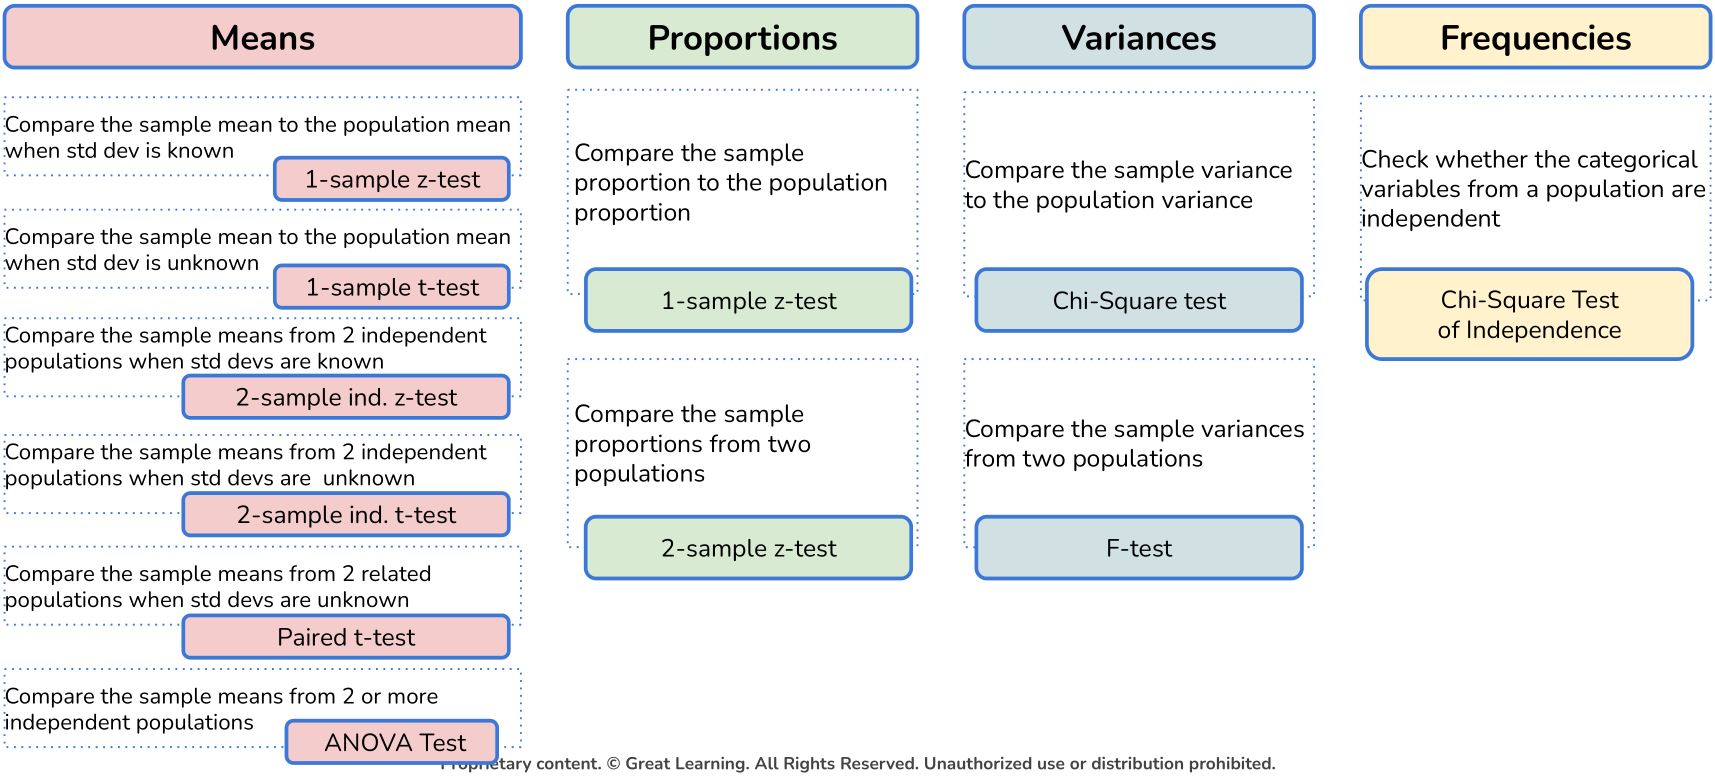 Means
Compare the sample mean to the population mean
when std dev is known
1-sample z-test
Compare the sample mean to the population mean
when std dev is unknown
1-sample t-test
Compare the sample means from 2 independent
populations when std devs are known
2-sample ind. z-test
Compare the sample means from 2 independent
populations when std devs are  unknown
2-sample ind. t-test
Compare the sample means from 2 related
populations when std devs are unknown
Paired t-test
Compare the sample means from 2 or more
independent populations
ANOVA Test
Proportions
Compare the sample
proportion to the population
proportion
1-sample z-test
Compare the sample
proportions from two
populations
2-sample z-test
Variances
Compare the sample variance
to the population variance
Chi-Square test
Compare the sample variances
from two populations
F-test
Frequencies
Check whether the categorical
variables from a population are
independent
Chi-Square Test
of Independence
Proprietary content. © Great Learning. All Rights Reserved. Unauthorized use or distribution prohibited.